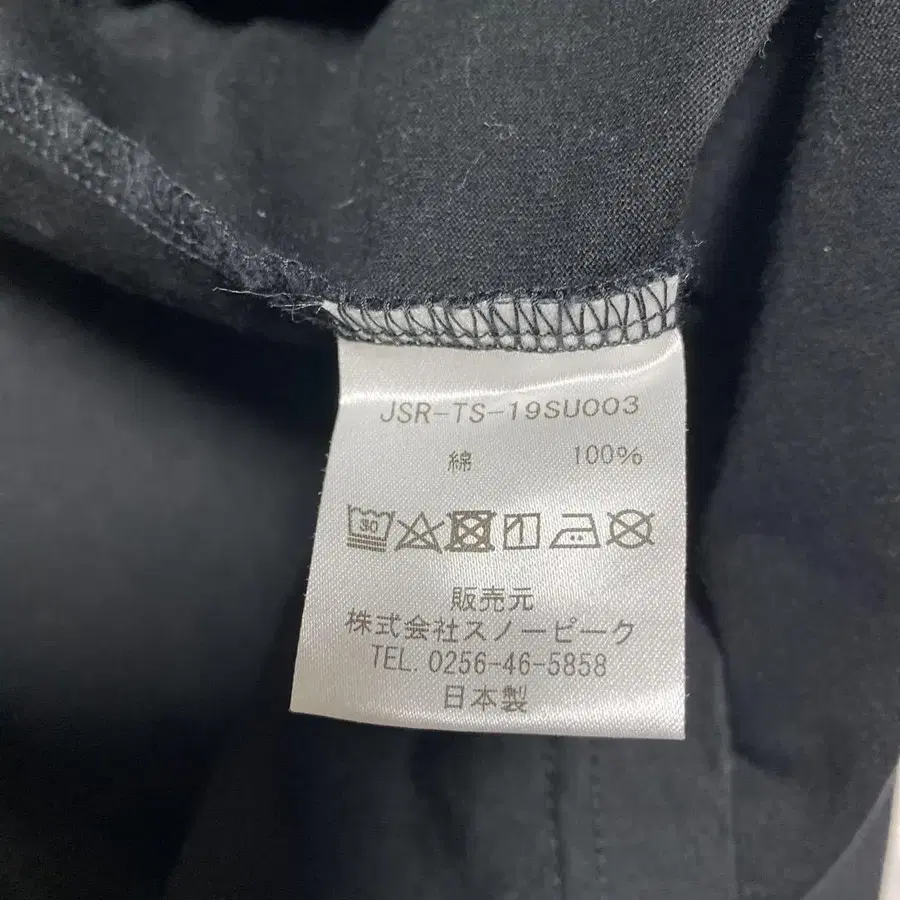 JSR-TS-19SU003
綿 100%
30
販売元
株式会社スノーピーク
TEL. 0256-46-5858
日本製